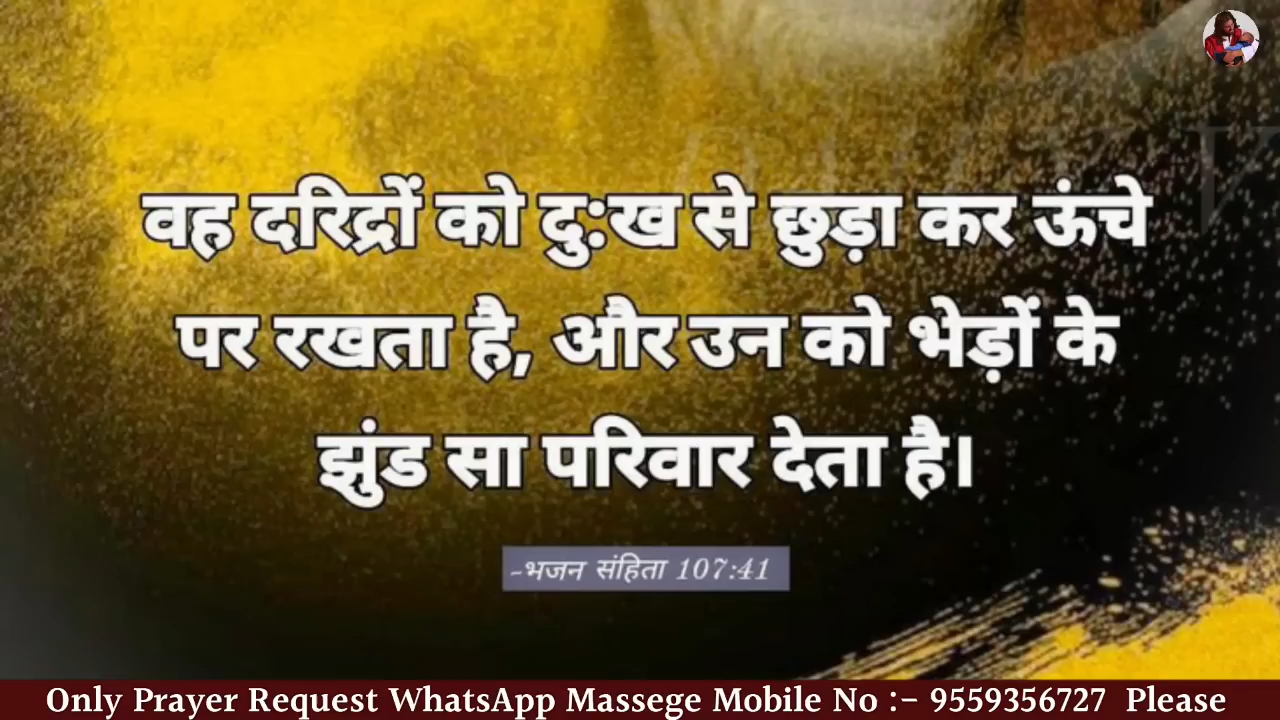 वह दरिद्रों को दु:ख से छुड़ा कर ऊंचे
पर रखता है, और उन को भेड़ों के
झुंड सा परिवार देता है।
-भजन संहिता 107:41
Only Prayer Request WhatsApp Massege Mobile No :- 9559356727 Please